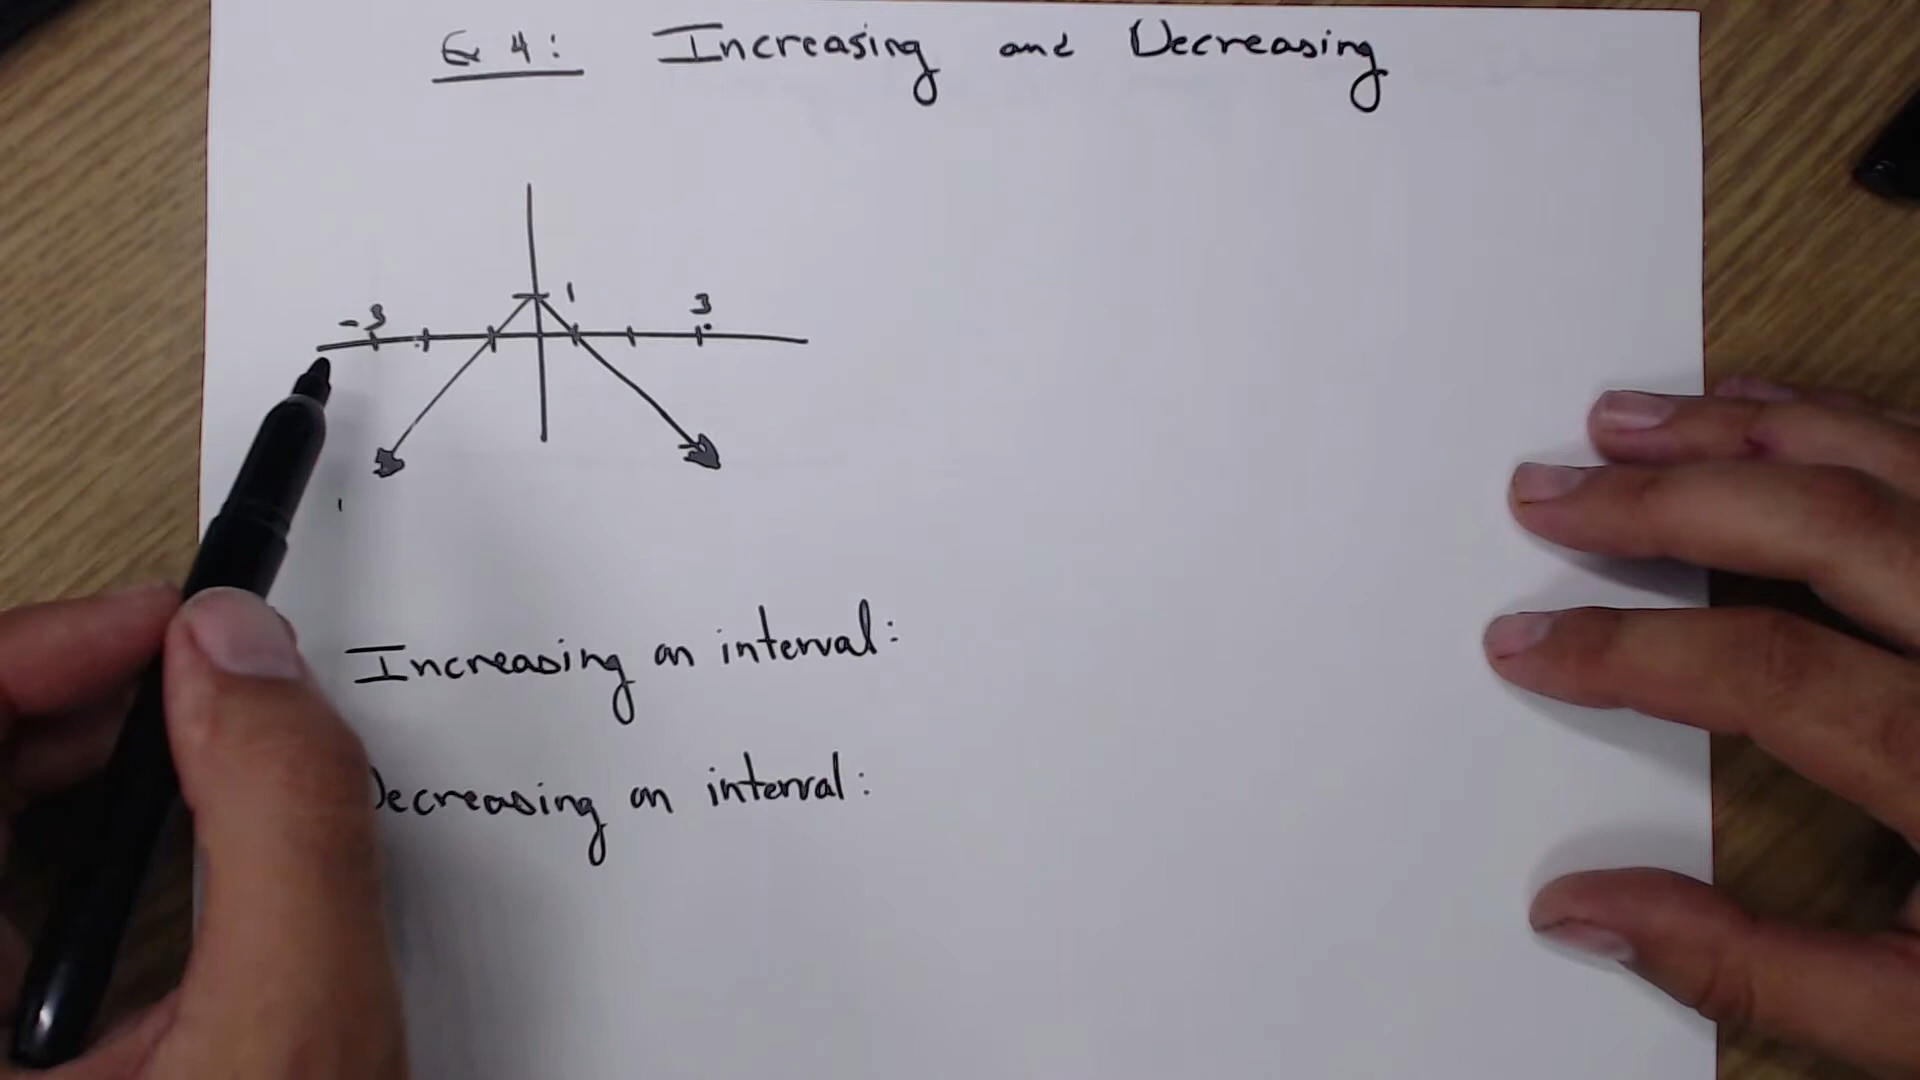 Ex 4: Increasing and Decreasing
1
-3 3
Increasing on interval:
Decreasing on interval: